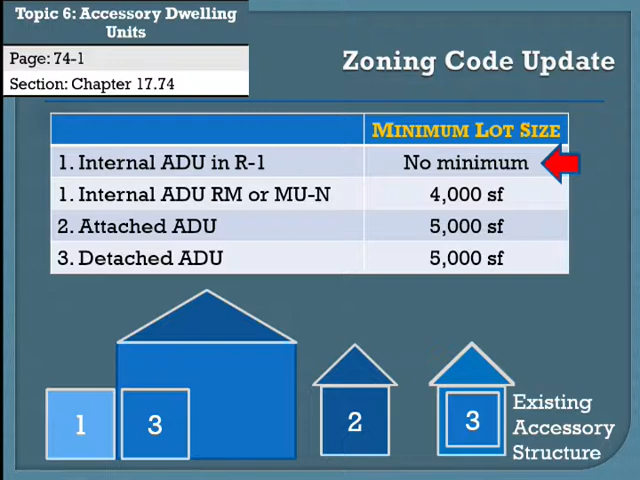 Topic 6: Accessory Dwelling
Units
Page: 74-1
Section: Chapter 17.74
Zoning Code Update
MINIMUM LOT SIZE
1. Internal ADU in R-1 No minimum
1. Internal ADU RM or MU-N 4,000 sf
2. Attached ADU 5,000 sf
3. Detached ADU 5,000 sf
1
3
2
3
Existing
Accessory
Structure